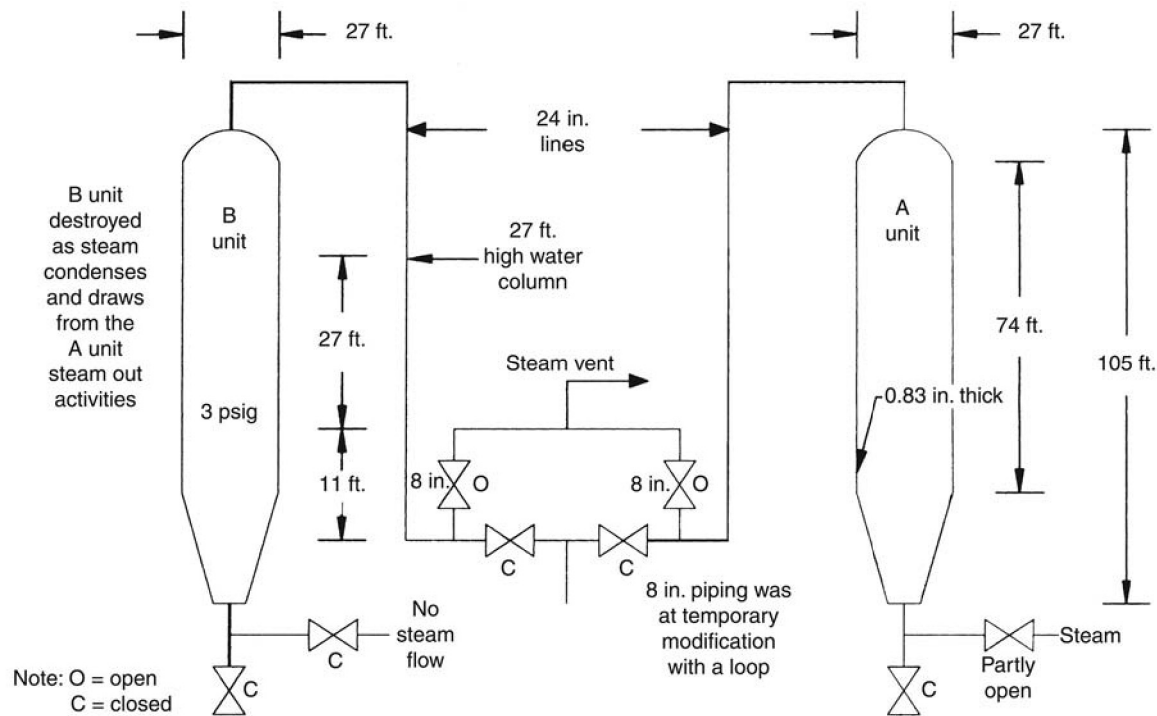 27 ft.
27 ft.
24 in.
lines
B unit
destroyed
as steam
condenses
and draws
from the
A unit
steam out
activities
B
unit
27 ft.
high water
column
A
unit
27 ft.
74 ft.
105 ft.
Steam vent
3 psig
0.83 in. thick
11 ft.
8 in.
O
8 in.
O
C
C
8 in. piping was
at temporary
modification
with a loop
No
steam
flow
C
Steam
Partly
open
Note: O = open
C = closed
C
C